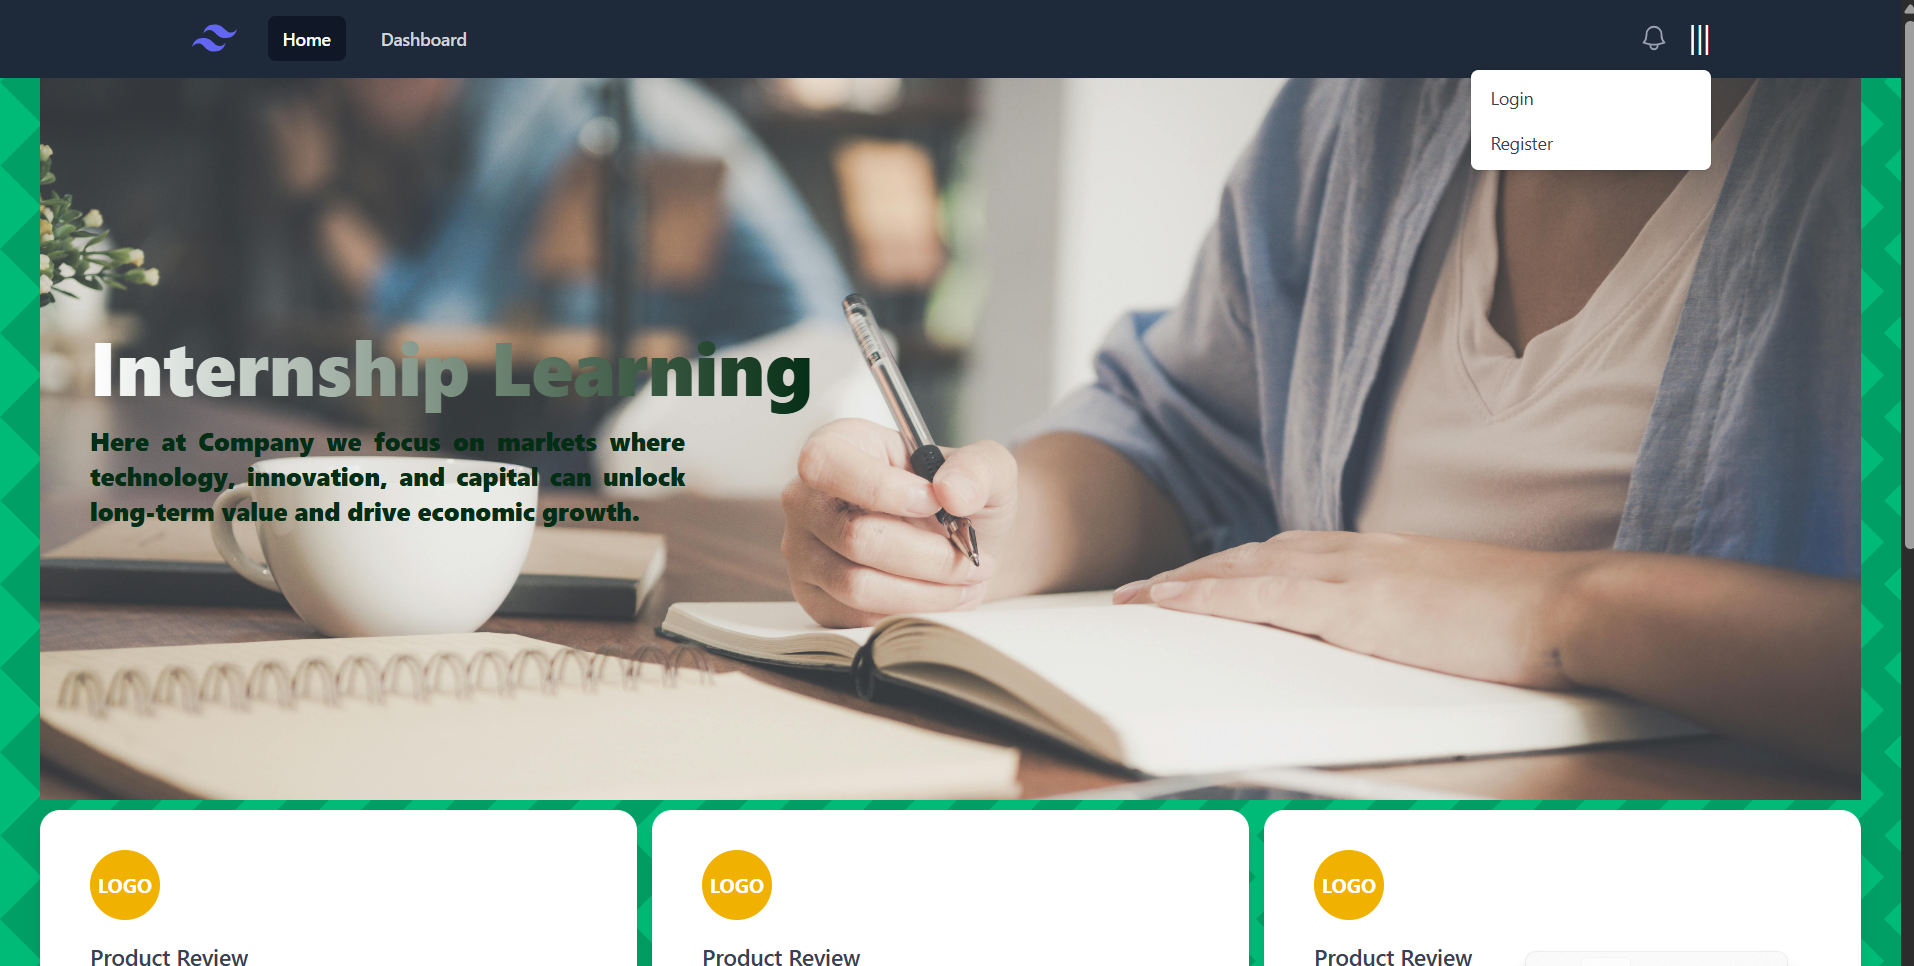 Home
Dashboard
Login
Register
Internship Learning
Here at Company we focus on markets where
technology, innovation, and capital can unlock
long-term value and drive economic growth.
LOGO
LOGO
LOGO
Product Review
Product Review
Product Review